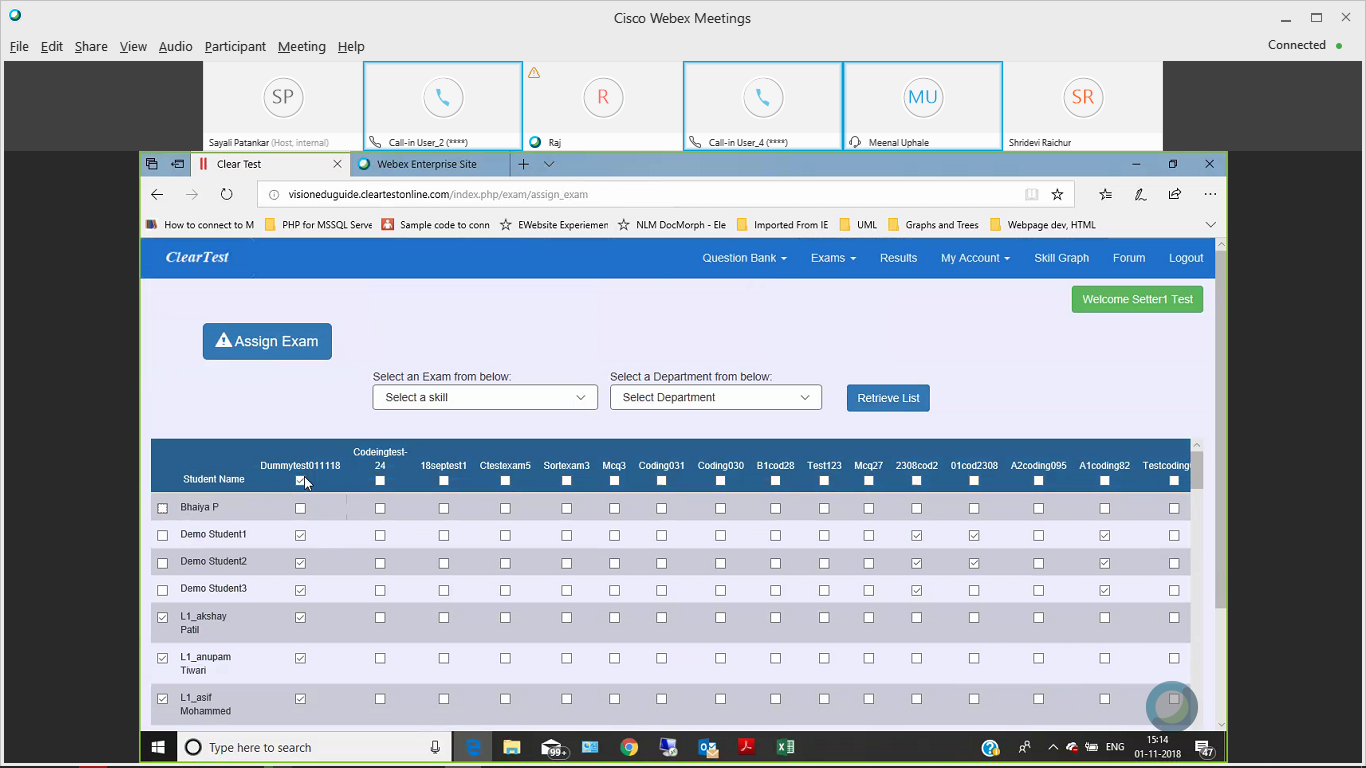 Cisco Webex Meetings
File Edit Share View Audio Participant Meeting Help
Connected
SP
R
MU
SR
Sayali Patankar (Host, internal)
Call-in User_2 (****)
Raj
Call-in User_4 (****)
Meenal Uphale
Shridevi Raichur
Clear Test
Webex Enterprise Site
visioneduguide.cleartestonline.com/index.php/exam/assign_exam
How to connect to M
PHP for MSSQL Serve
Sample code to conn
EWebsite Experiemen
NLM DocMorph - Ele
Imported From IE
UML
Graphs and Trees
Webpage dev, HTML
ClearTest
Question Bank
Exams
Results
My Account
Skill Graph
Forum
Logout
Welcome Setter1 Test
Assign Exam
Select an Exam from below:
Select a Department from below:
Select a skill
Select Department
Retrieve List
Student Name
Dummytest011118
Codeingtest-
24
18septest1
Ctestexam5
Sortexam3
Mcq3
Coding031
Coding030
B1cod28
Test123
Mcq27
2308cod2
01cod2308
A2coding095
A1coding82
Testcoding
Bhaiya P
Demo Student1
Demo Student2
Demo Student3
L1_akshay
Patil
L1_anupam
Tiwari
L1_asif
Mohammed
Type here to search
99+
ENG
15:14
01-11-2018
47